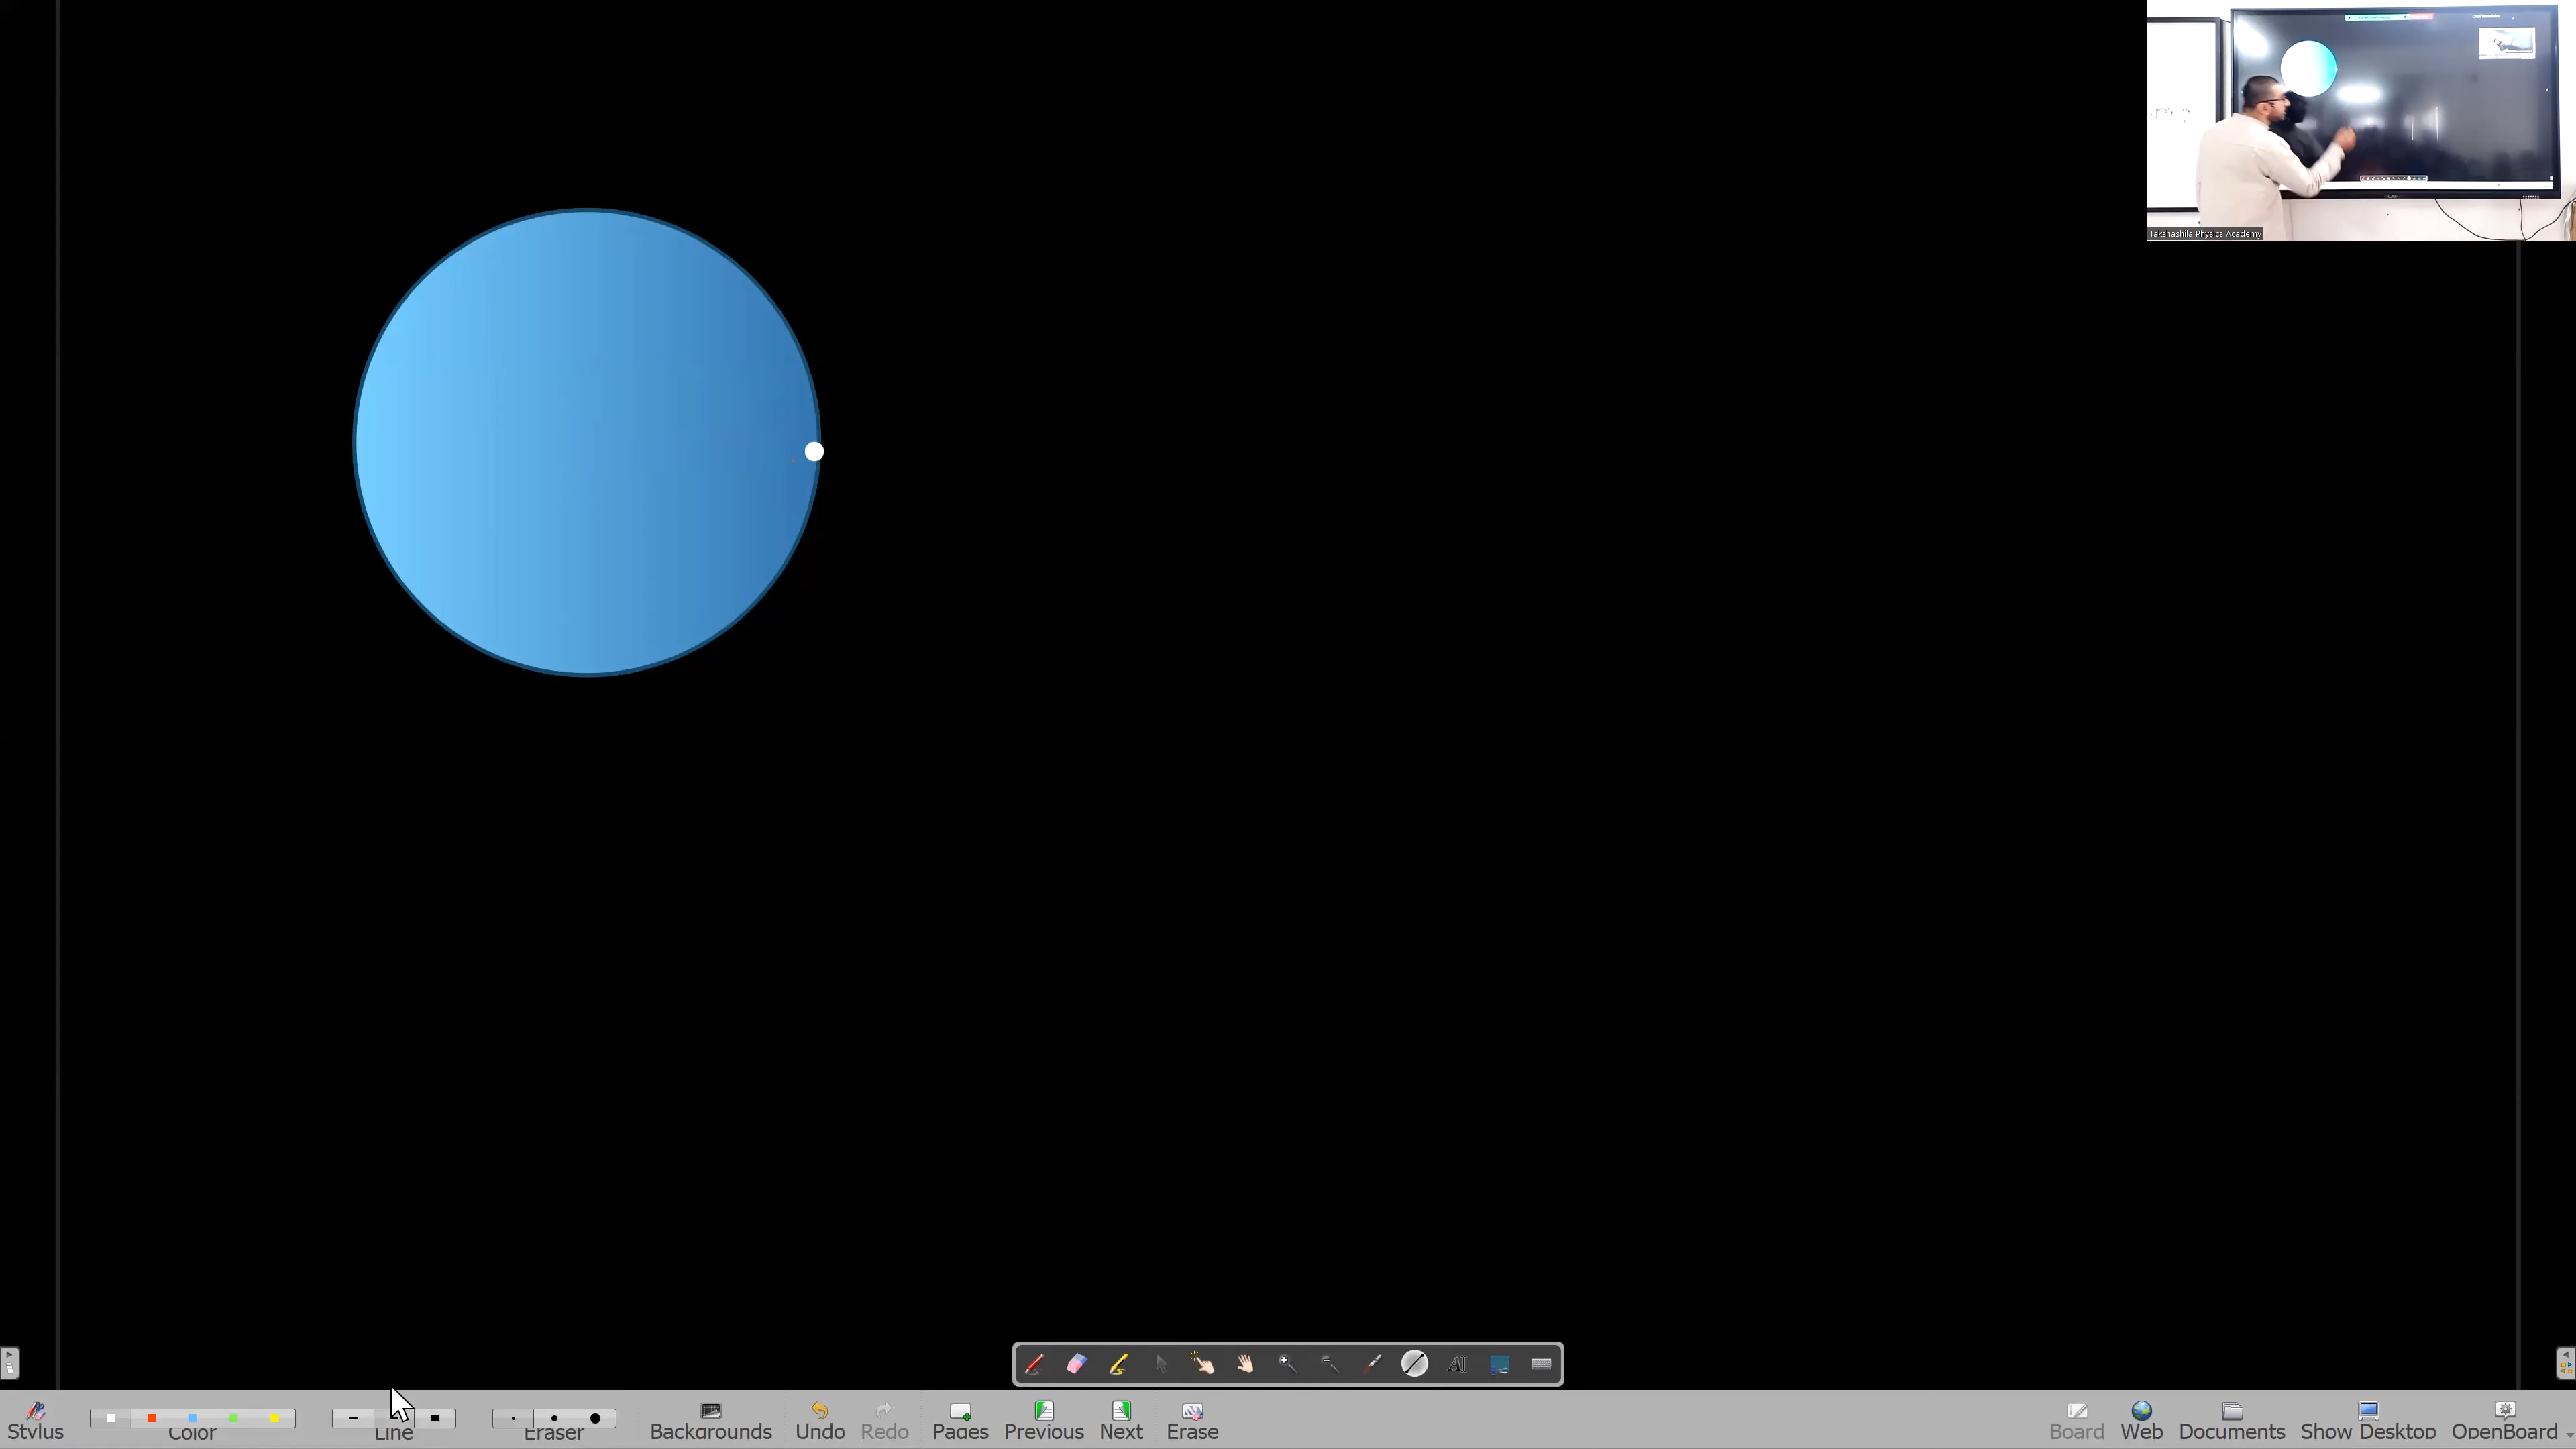 Takshashila Physics Academy
AI
Stylus
Color
Line
Eraser
Backgrounds
Undo
Redo
Pages
Previous
Next
Erase
Board
Web
Documents
Show Desktop
OpenBoard